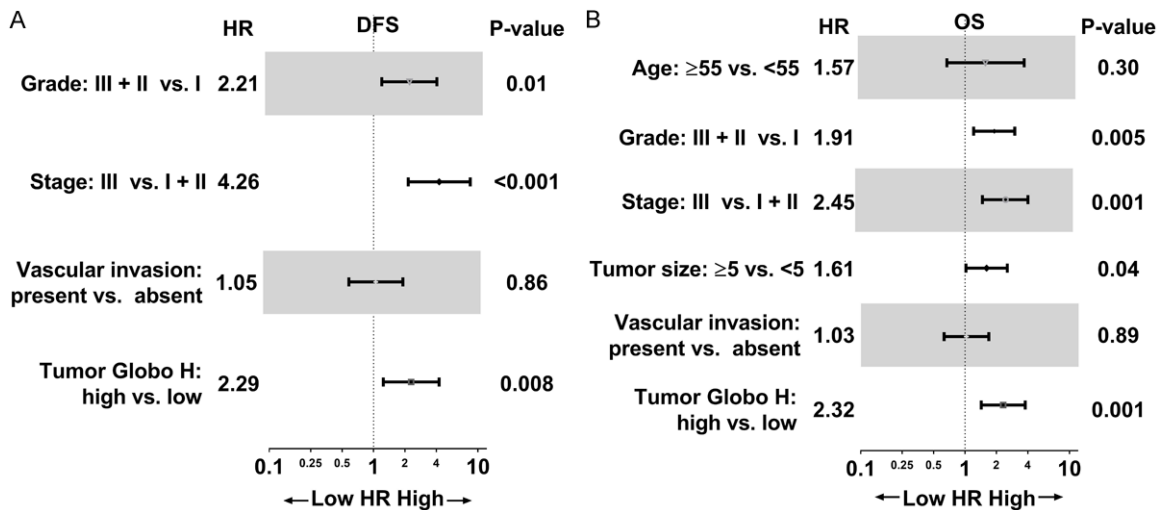 A
HR DFS P-value
Grade: III + II vs. I 2.21 0.01
Stage: III vs. I + II 4.26 <0.001
Vascular invasion:
present vs. absent 1.05 0.86
Tumor Globo H:
high vs. low 2.29 0.008
0.1 0.25 0.5 1 2 4 10
←Low HR High→
B
HR OS P-value
Age: ≥55 vs. <55 1.57 0.30
Grade: III + II vs. I 1.91 0.005
Stage: III vs. I + II 2.45 0.001
Tumor size: ≥5 vs. <5 1.61 0.04
Vascular invasion:
present vs. absent 1.03 0.89
Tumor Globo H:
high vs. low 2.32 0.001
0.1 0.25 0.5 1 2 4 10
←Low HR High→